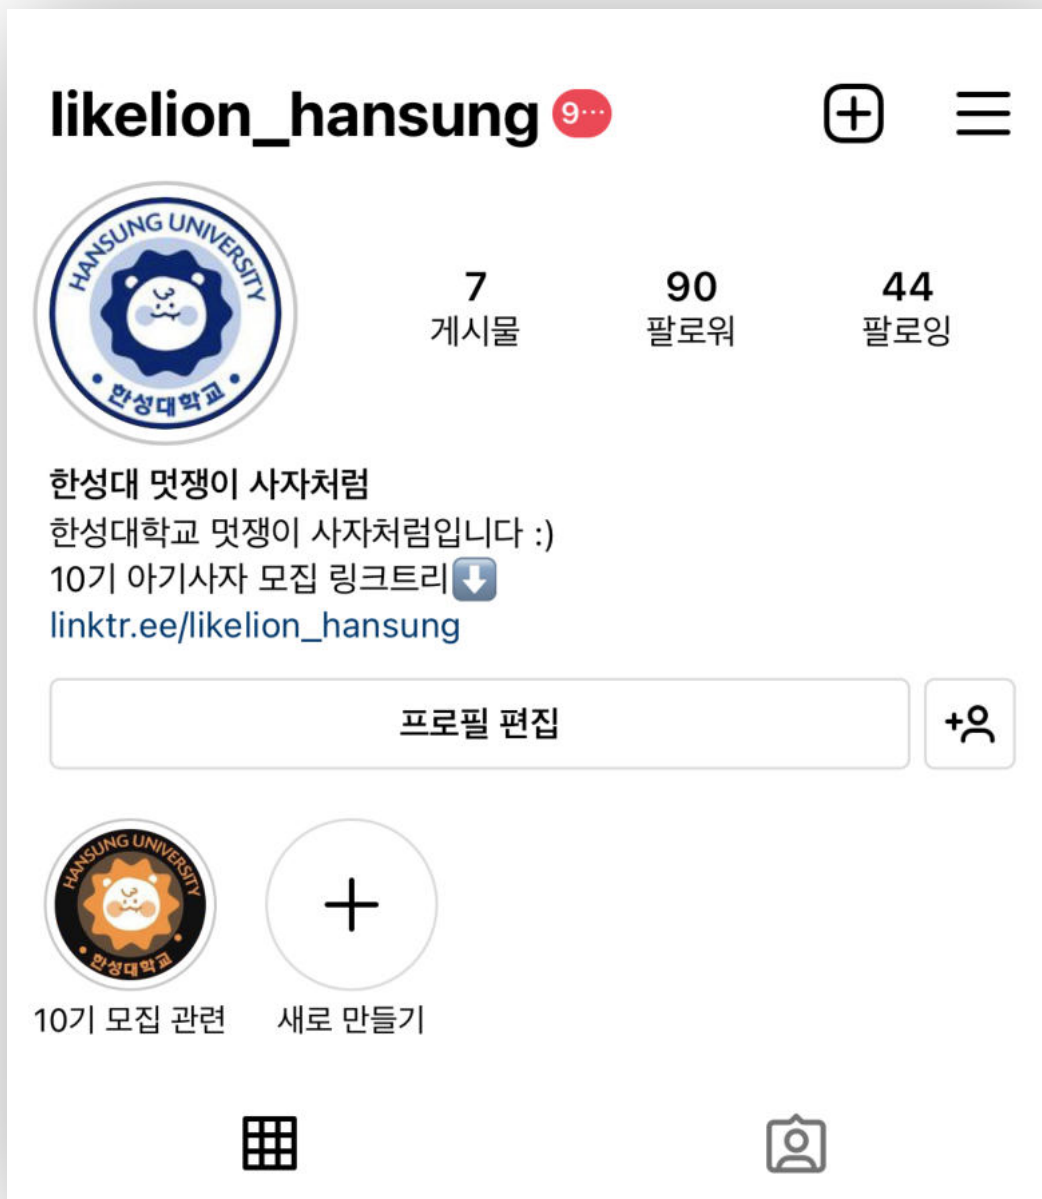 likelion_hansung 9···
HANSUNG UNIVERSITY
한성대학교
7 90 44
게시물 팔로워 팔로잉
한성대 멋쟁이 사자처럼
한성대학교 멋쟁이 사자처럼입니다 :)
10기 아기사자 모집 링크트리⬇️
linktr.ee/likelion_hansung
프로필 편집
HANSUNG UNIVERSITY
한성대학교
10기 모집 관련 새로 만들기